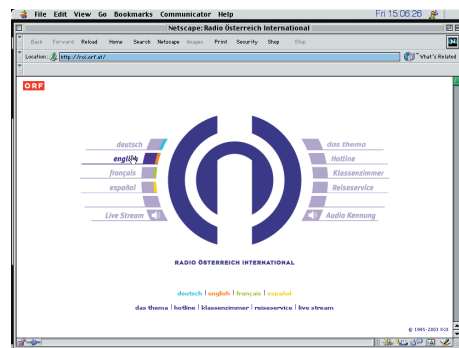 File Edit View Go Bookmarks Communicator Help Fri 15:06:26
Netscape: Radio Österreich International
Back Forward Reload Home Search Netscape Images Print Security Shop Stop
Location: http://roi.orf.at/ What's Related
ORF
deutsch das thema
english Hotline
français Klassenzimmer
español Reiseservice
Live Stream Audio Kennung
RADIO ÖSTERREICH INTERNATIONAL
deutsch | english | français | español
das thema | hotline | klassenzimmer | reiseservice | live stream